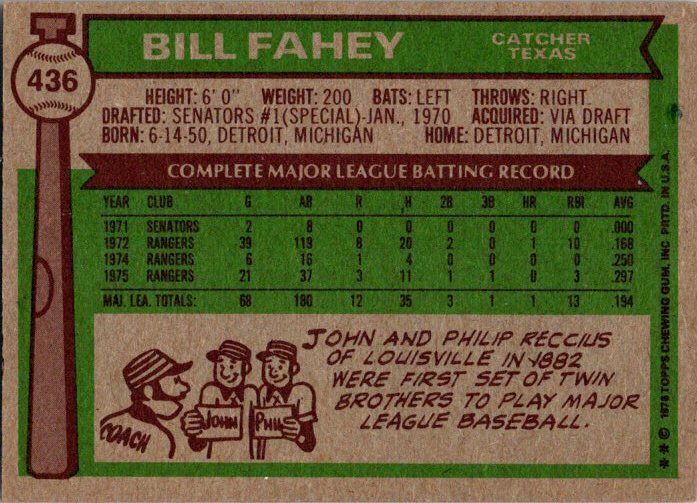 T
436
BILL FAHEY
CATCHER
TEXAS
HEIGHT: 6' 0" WEIGHT: 200 BATS: LEFT THROWS: RIGHT
DRAFTED: SENATORS #1(SPECIAL)-JAN., 1970 ACQUIRED: VIA DRAFT
BORN: 6-14-50, DETROIT, MICHIGAN HOME: DETROIT, MICHIGAN
COMPLETE MAJOR LEAGUE BATTING RECORD
YEAR CLUB G AB R H 2B 3B HR RBI AVG
1971 SENATORS 2 8 0 0 0 0 0 0 .000
1972 RANGERS 39 119 8 20 2 0 1 10 .168
1974 RANGERS 6 16 1 4 0 0 0 0 .250
1975 RANGERS 21 37 3 11 1 1 0 3 .297
MAJ. LEA. TOTALS: 68 180 12 35 3 1 1 13 .194
JOHN AND PHILIP RECCIUS
OF LOUISVILLE IN 1882
WERE FIRST SET OF TWIN
BROTHERS TO PLAY MAJOR
LEAGUE BASEBALL.
COACH
JOHN
PHIL
* * © 1976 TOPPS CHEWING GUM, INC. PRTD. IN U.S.A.